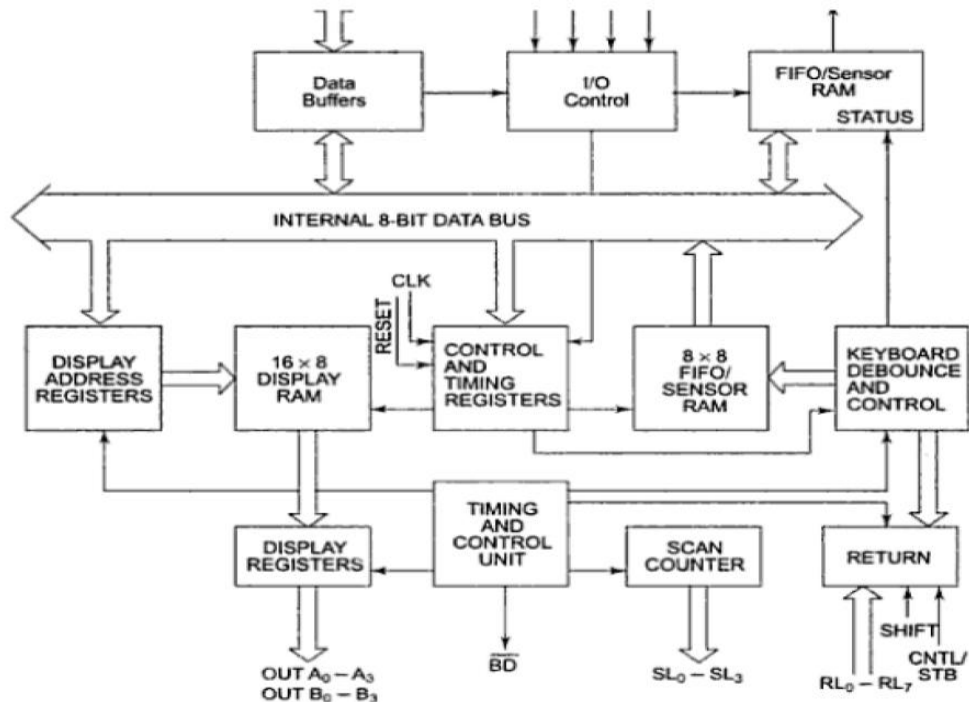 Data
Buffers
I/O
Control
FIFO/Sensor
RAM
STATUS
INTERNAL 8-BIT DATA BUS
CLK
RESET
DISPLAY
ADDRESS
REGISTERS
16 × 8
DISPLAY
RAM
CONTROL
AND
TIMING
REGISTERS
8 × 8
FIFO/
SENSOR
RAM
KEYBOARD
DEBOUNCE
AND
CONTROL
DISPLAY
REGISTERS
TIMING
AND
CONTROL
UNIT
SCAN
COUNTER
RETURN
OUT A₀ – A₃
OUT B₀ – B₃
B̅D̅
SL₀ – SL₃
RL₀ – RL₇
SHIFT
CNTL/
STB